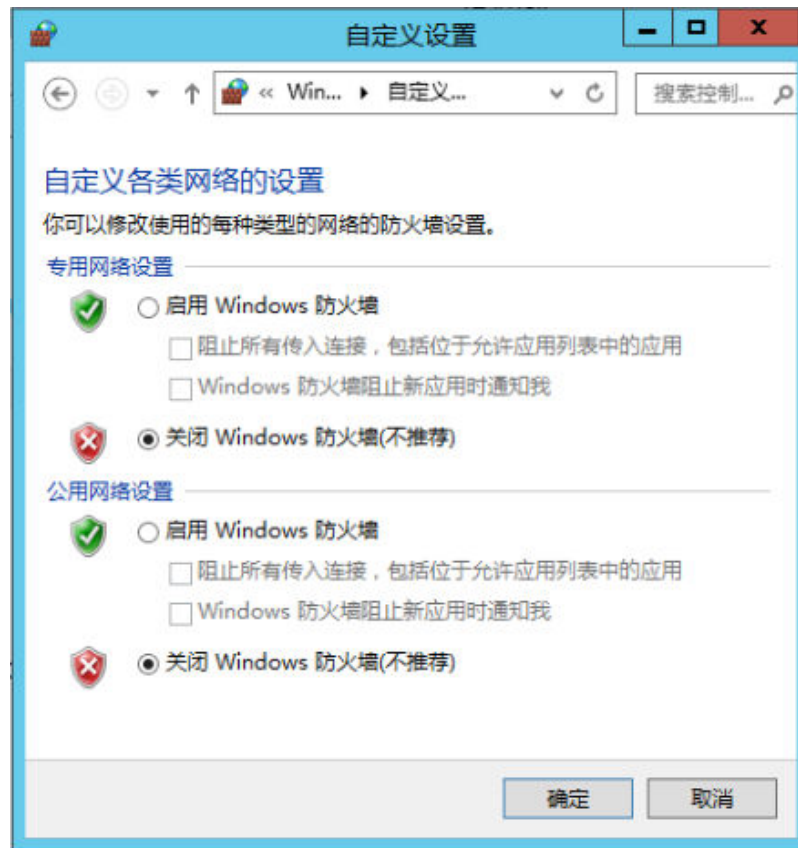 自定义设置
« Win... 自定义... 搜索控制...
自定义各类网络的设置
你可以修改使用的每种类型的网络的防火墙设置。
专用网络设置
启用 Windows 防火墙
阻止所有传入连接，包括位于允许应用列表中的应用
Windows 防火墙阻止新应用时通知我
关闭 Windows 防火墙(不推荐)
公用网络设置
启用 Windows 防火墙
阻止所有传入连接，包括位于允许应用列表中的应用
Windows 防火墙阻止新应用时通知我
关闭 Windows 防火墙(不推荐)
确定 取消